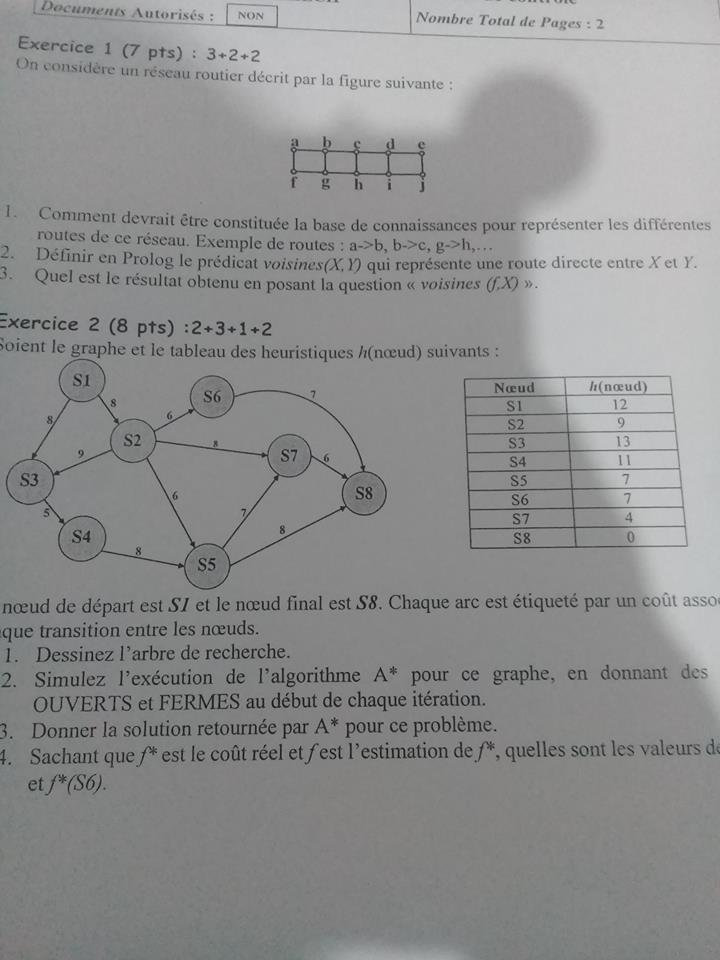 Documents Autorisés : NON
Nombre Total de Pages : 2
Exercice 1 (7 pts) : 3+2+2
On considère un réseau routier décrit par la figure suivante :
a b c d e
f g h i j
1. Comment devrait être constituée la base de connaissances pour représenter les différentes
routes de ce réseau. Exemple de routes : a->b, b->c, g->h,…
2. Définir en Prolog le prédicat voisines(X,Y) qui représente une route directe entre X et Y.
3. Quel est le résultat obtenu en posant la question « voisines (f,X) ».
Exercice 2 (8 pts) :2+3+1+2
Soient le graphe et le tableau des heuristiques h(nœud) suivants :
S1
8
8
S2
6
S6
7
9
8
S7
6
S3
6
S8
5
7
S4
8
8
S5
Nœud h(nœud)
S1 12
S2 9
S3 13
S4 11
S5 7
S6 7
S7 4
S8 0
nœud de départ est S1 et le nœud final est S8. Chaque arc est étiqueté par un coût
transition entre les nœuds.
1. Dessinez l'arbre de recherche.
2. Simulez l'exécution de l'algorithme A* pour ce graphe, en donnant des
OUVERTS et FERMES au début de chaque itération.
3. Donner la solution retournée par A* pour ce problème.
4. Sachant que f* est le coût réel et f est l'estimation de f*, quelles sont les valeurs
et f*(S6).